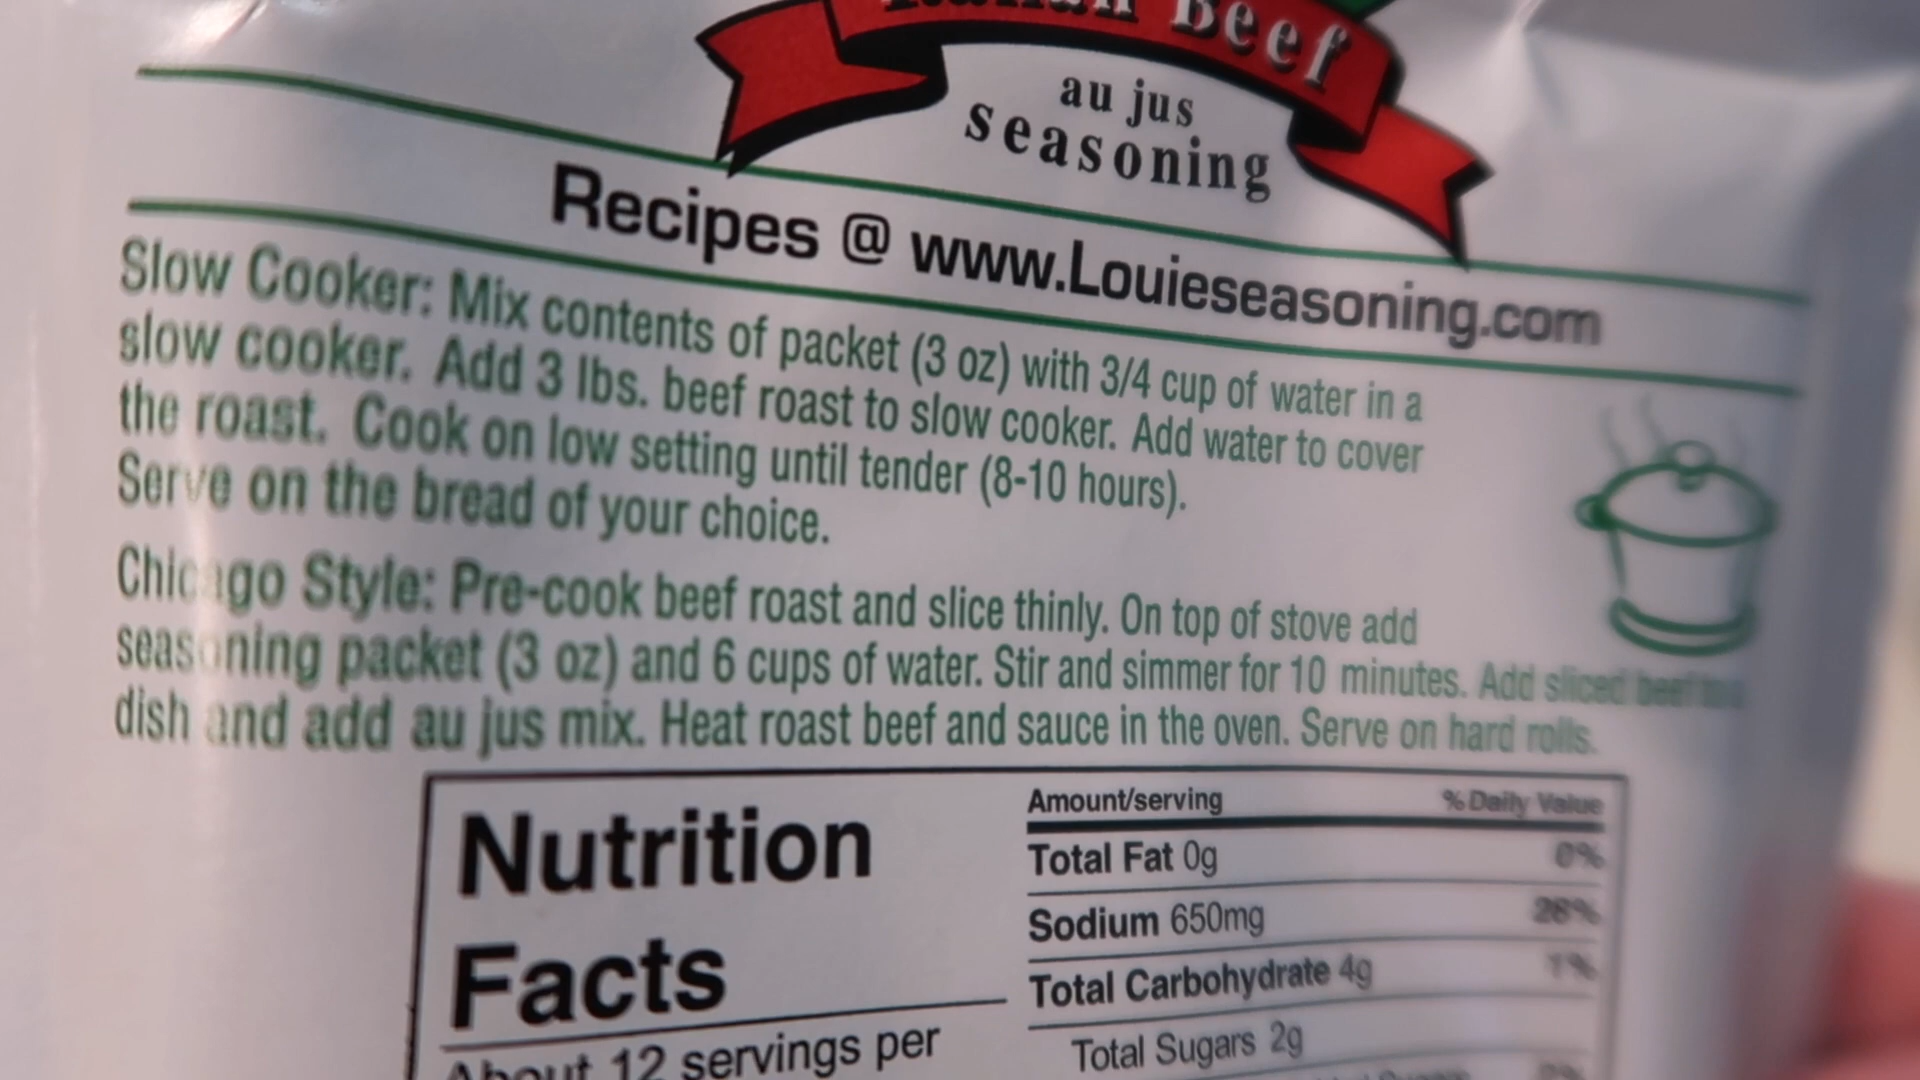 Italian Beef
au jus
seasoning
Recipes @ www.Louieseasoning.com
Slow Cooker: Mix contents of packet (3 oz) with 3/4 cup of water in a
slow cooker. Add 3 lbs. beef roast to slow cooker. Add water to cover
the roast. Cook on low setting until tender (8-10 hours).
Serve on the bread of your choice.
Chicago Style: Pre-cook beef roast and slice thinly. On top of stove add
seasoning packet (3 oz) and 6 cups of water. Stir and simmer for 10 minutes. Add sliced beef to a
dish and add au jus mix. Heat roast beef and sauce in the oven. Serve on hard rolls.
Nutrition
Facts
About 12 servings per
Amount/serving % Daily Value
Total Fat 0g 0%
Sodium 650mg 28%
Total Carbohydrate 4g 1%
Total Sugars 2g